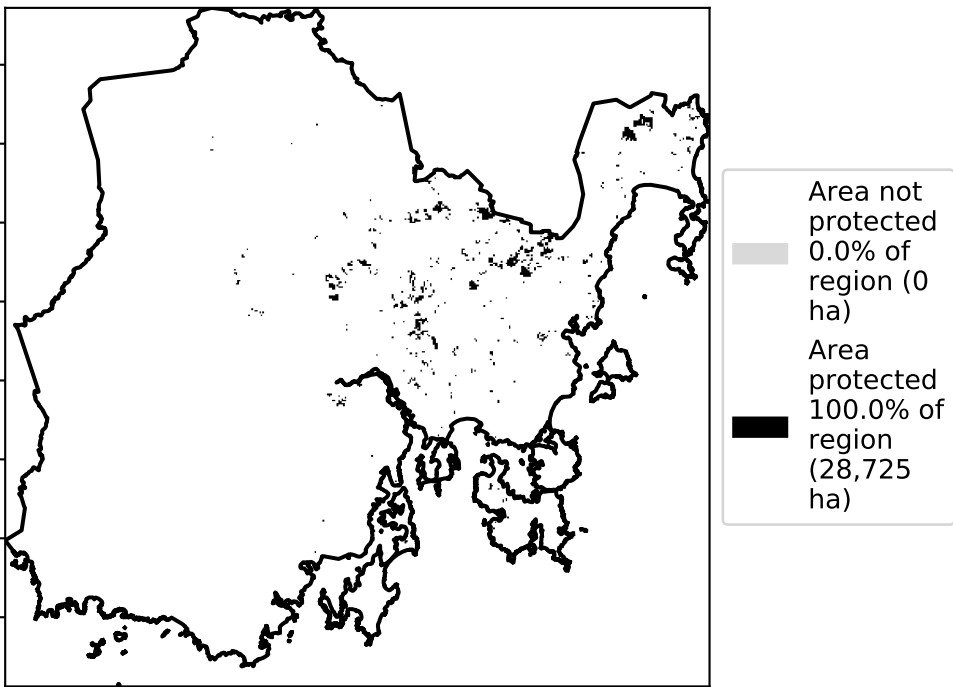 Area not
protected
0.0% of
region (0
ha)
Area
protected
100.0% of
region
(28,725
ha)